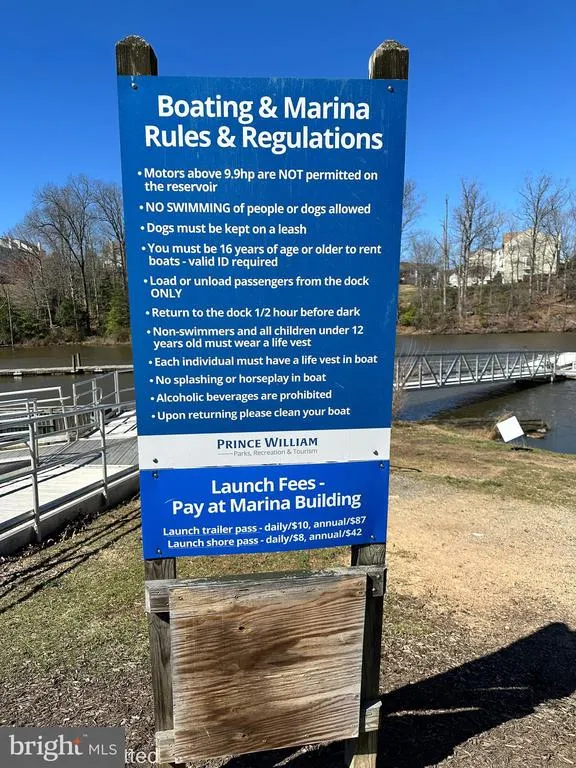 Boating & Marina
Rules & Regulations
• Motors above 9.9hp are NOT permitted on
the reservoir
• NO SWIMMING of people or dogs allowed
• Dogs must be kept on a leash
• You must be 16 years of age or older to rent
boats - valid ID required
• Load or unload passengers from the dock
ONLY
• Return to the dock 1/2 hour before dark
• Non-swimmers and all children under 12
years old must wear a life vest
• Each individual must have a life vest in boat
• No splashing or horseplay in boat
• Alcoholic beverages are prohibited
• Upon returning please clean your boat
PRINCE WILLIAM
Parks, Recreation & Tourism
Launch Fees -
Pay at Marina Building
Launch trailer pass - daily/$10, annual/$87
Launch shore pass - daily/$8, annual/$42
bright MLS